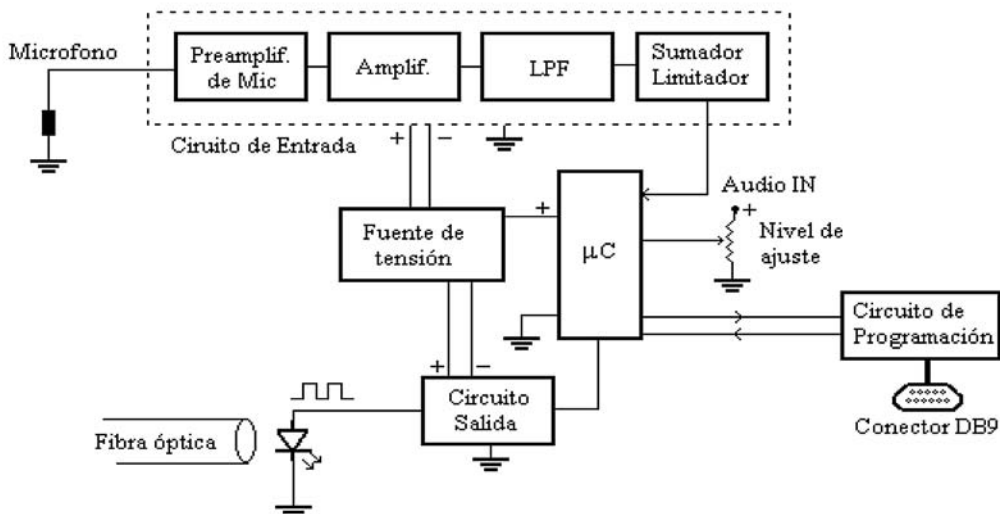 Microfono
Preamplif.
de Mic
Amplif.
LPF
Sumador
Limitador
Ciruito de Entrada
+
−
Audio IN
+
Nivel de
ajuste
Fuente de
tensión
+
μC
Circuito de
Programación
+
−
Circuito
Salida
Conector DB9
Fibra óptica